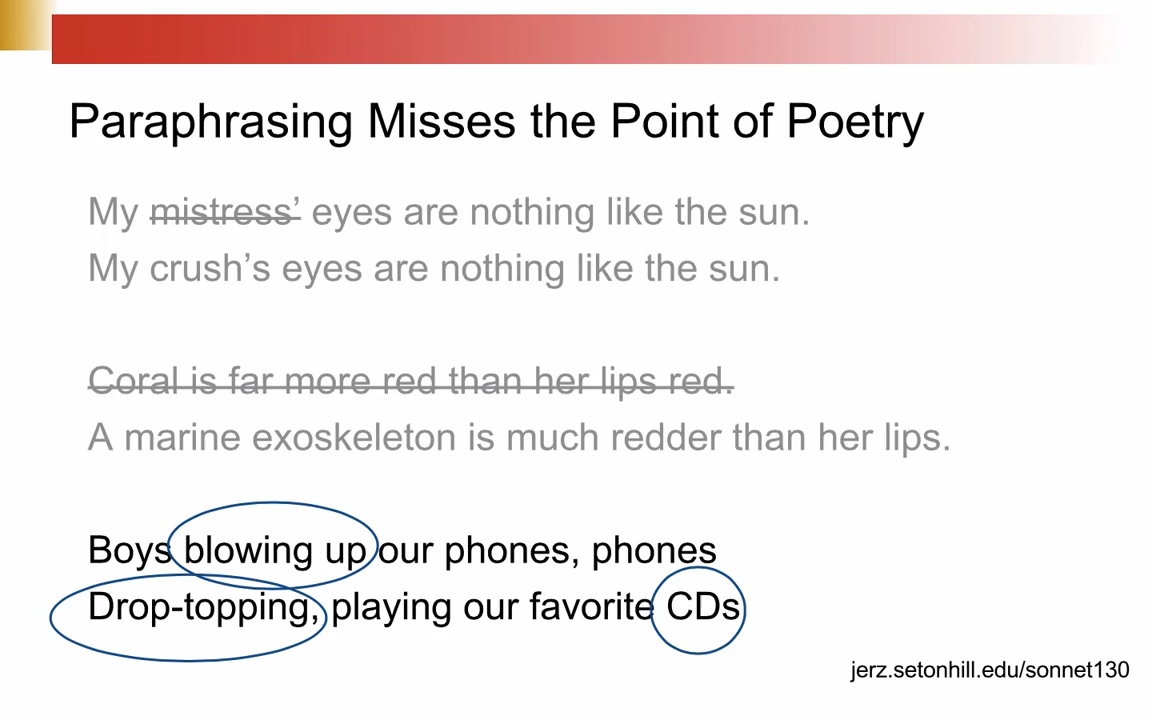 Paraphrasing Misses the Point of Poetry
My mistress’ eyes are nothing like the sun.
My crush’s eyes are nothing like the sun.
Coral is far more red than her lips red.
A marine exoskeleton is much redder than her lips.
Boys blowing up our phones, phones
Drop-topping, playing our favorite CDs
jerz.setonhill.edu/sonnet130